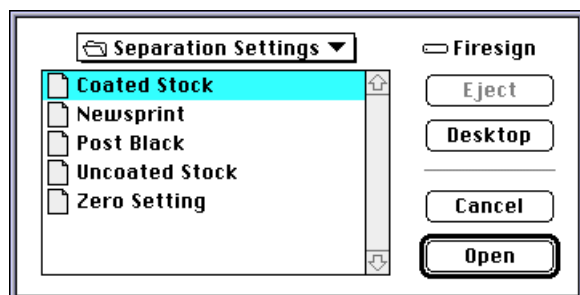 Separation Settings
Firesign
Coated Stock
Newsprint
Post Black
Uncoated Stock
Zero Setting
Eject
Desktop
Cancel
Open